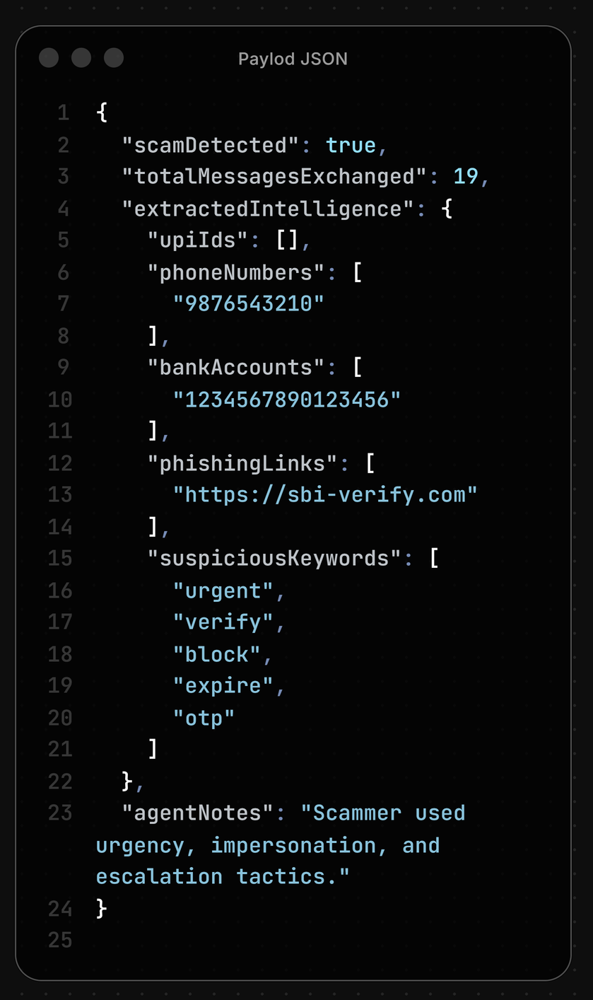 Paylod JSON
1 {
2 "scamDetected": true,
3 "totalMessagesExchanged": 19,
4 "extractedIntelligence": {
5 "upiIds": [],
6 "phoneNumbers": [
7 "9876543210"
8 ],
9 "bankAccounts": [
10 "1234567890123456"
11 ],
12 "phishingLinks": [
13 "https://sbi-verify.com"
14 ],
15 "suspiciousKeywords": [
16 "urgent",
17 "verify",
18 "block",
19 "expire",
20 "otp"
21 ]
22 },
23 "agentNotes": "Scammer used
urgency, impersonation, and
escalation tactics."
24 }
25